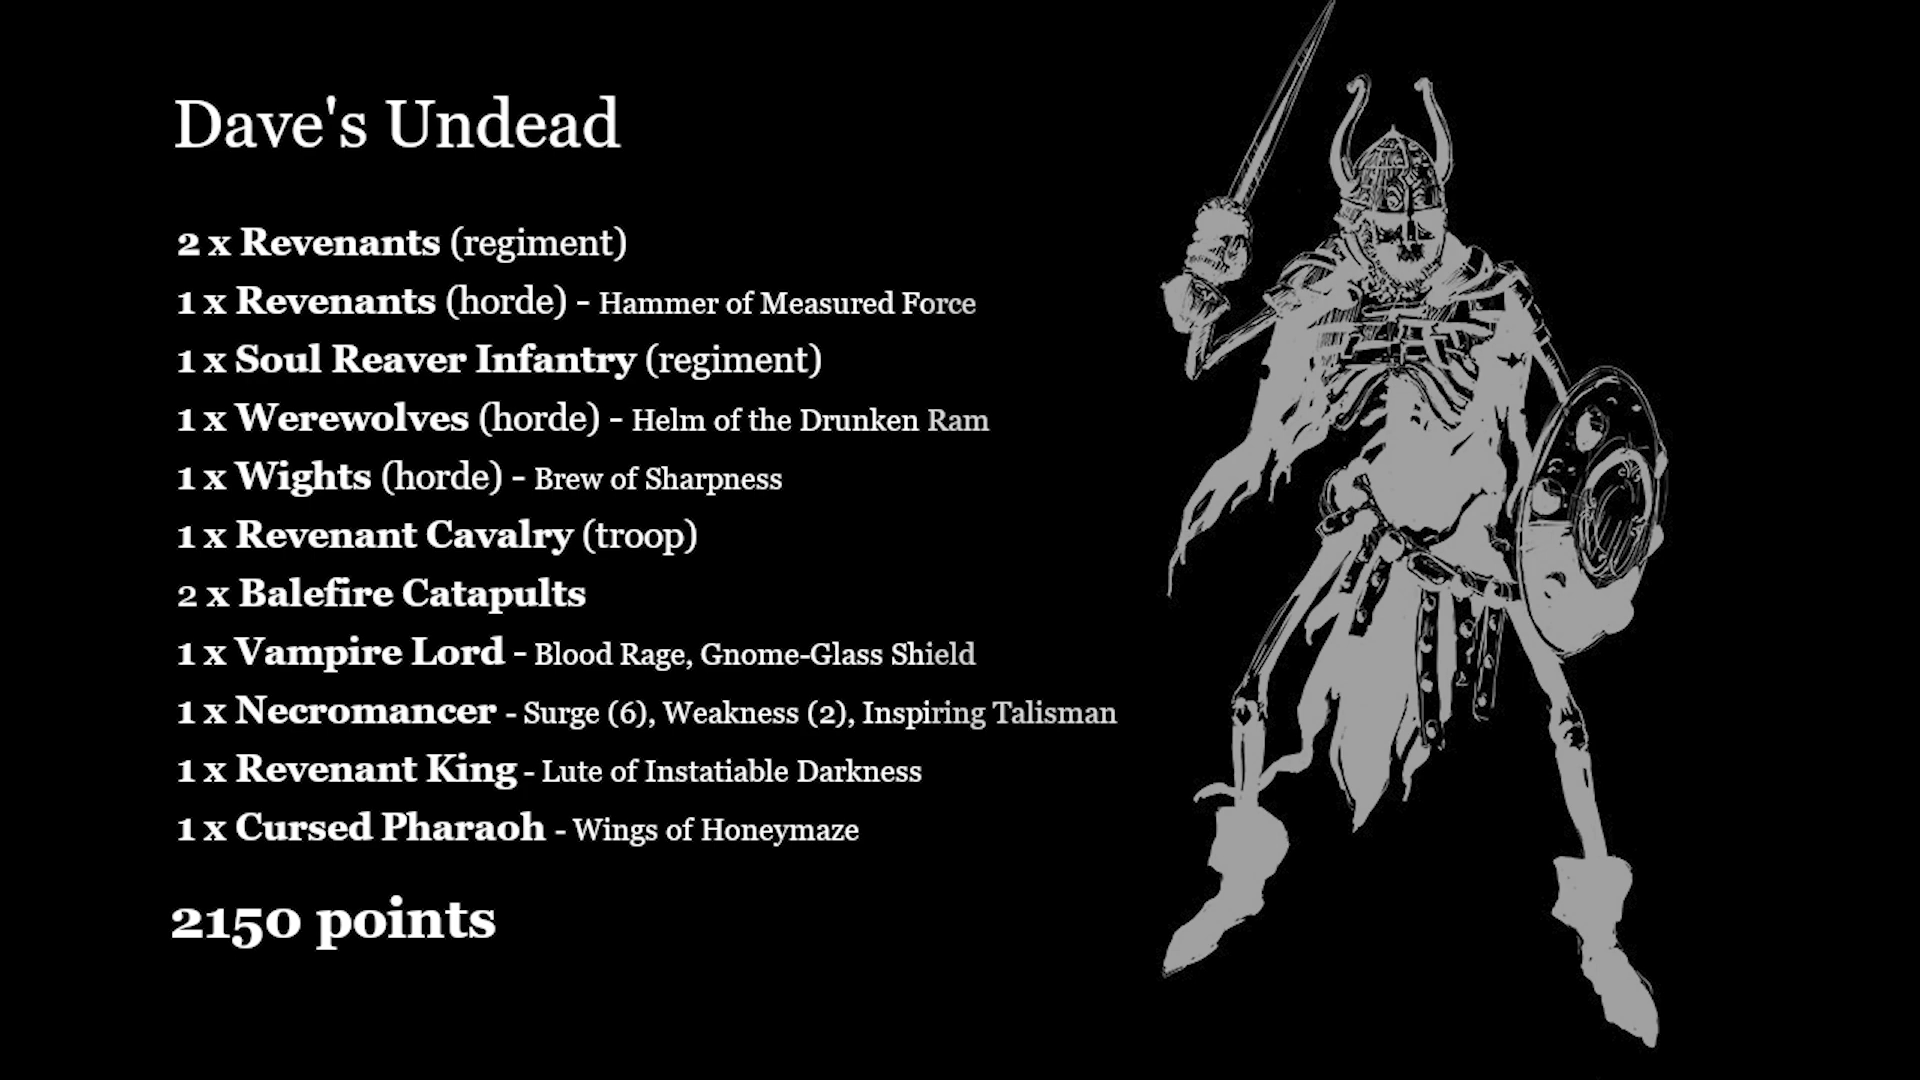 Dave's Undead
2 x Revenants (regiment)
1 x Revenants (horde) - Hammer of Measured Force
1 x Soul Reaver Infantry (regiment)
1 x Werewolves (horde) - Helm of the Drunken Ram
1 x Wights (horde) - Brew of Sharpness
1 x Revenant Cavalry (troop)
2 x Balefire Catapults
1 x Vampire Lord - Blood Rage, Gnome-Glass Shield
1 x Necromancer - Surge (6), Weakness (2), Inspiring Talisman
1 x Revenant King - Lute of Instatiable Darkness
1 x Cursed Pharaoh - Wings of Honeymaze
2150 points